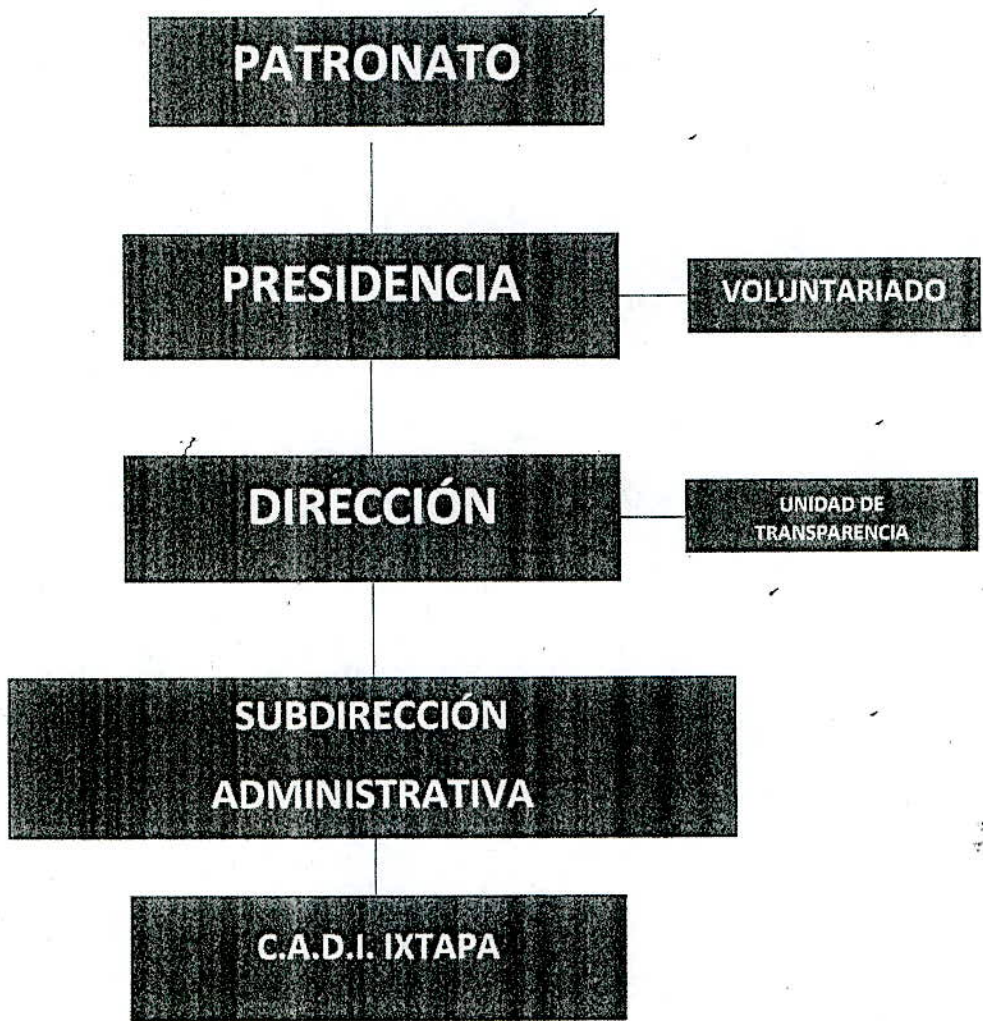 PATRONATO
PRESIDENCIA
VOLUNTARIADO
DIRECCIÓN
UNIDAD DE
TRANSPARENCIA
SUBDIRECCIÓN
ADMINISTRATIVA
C.A.D.I. IXTAPA